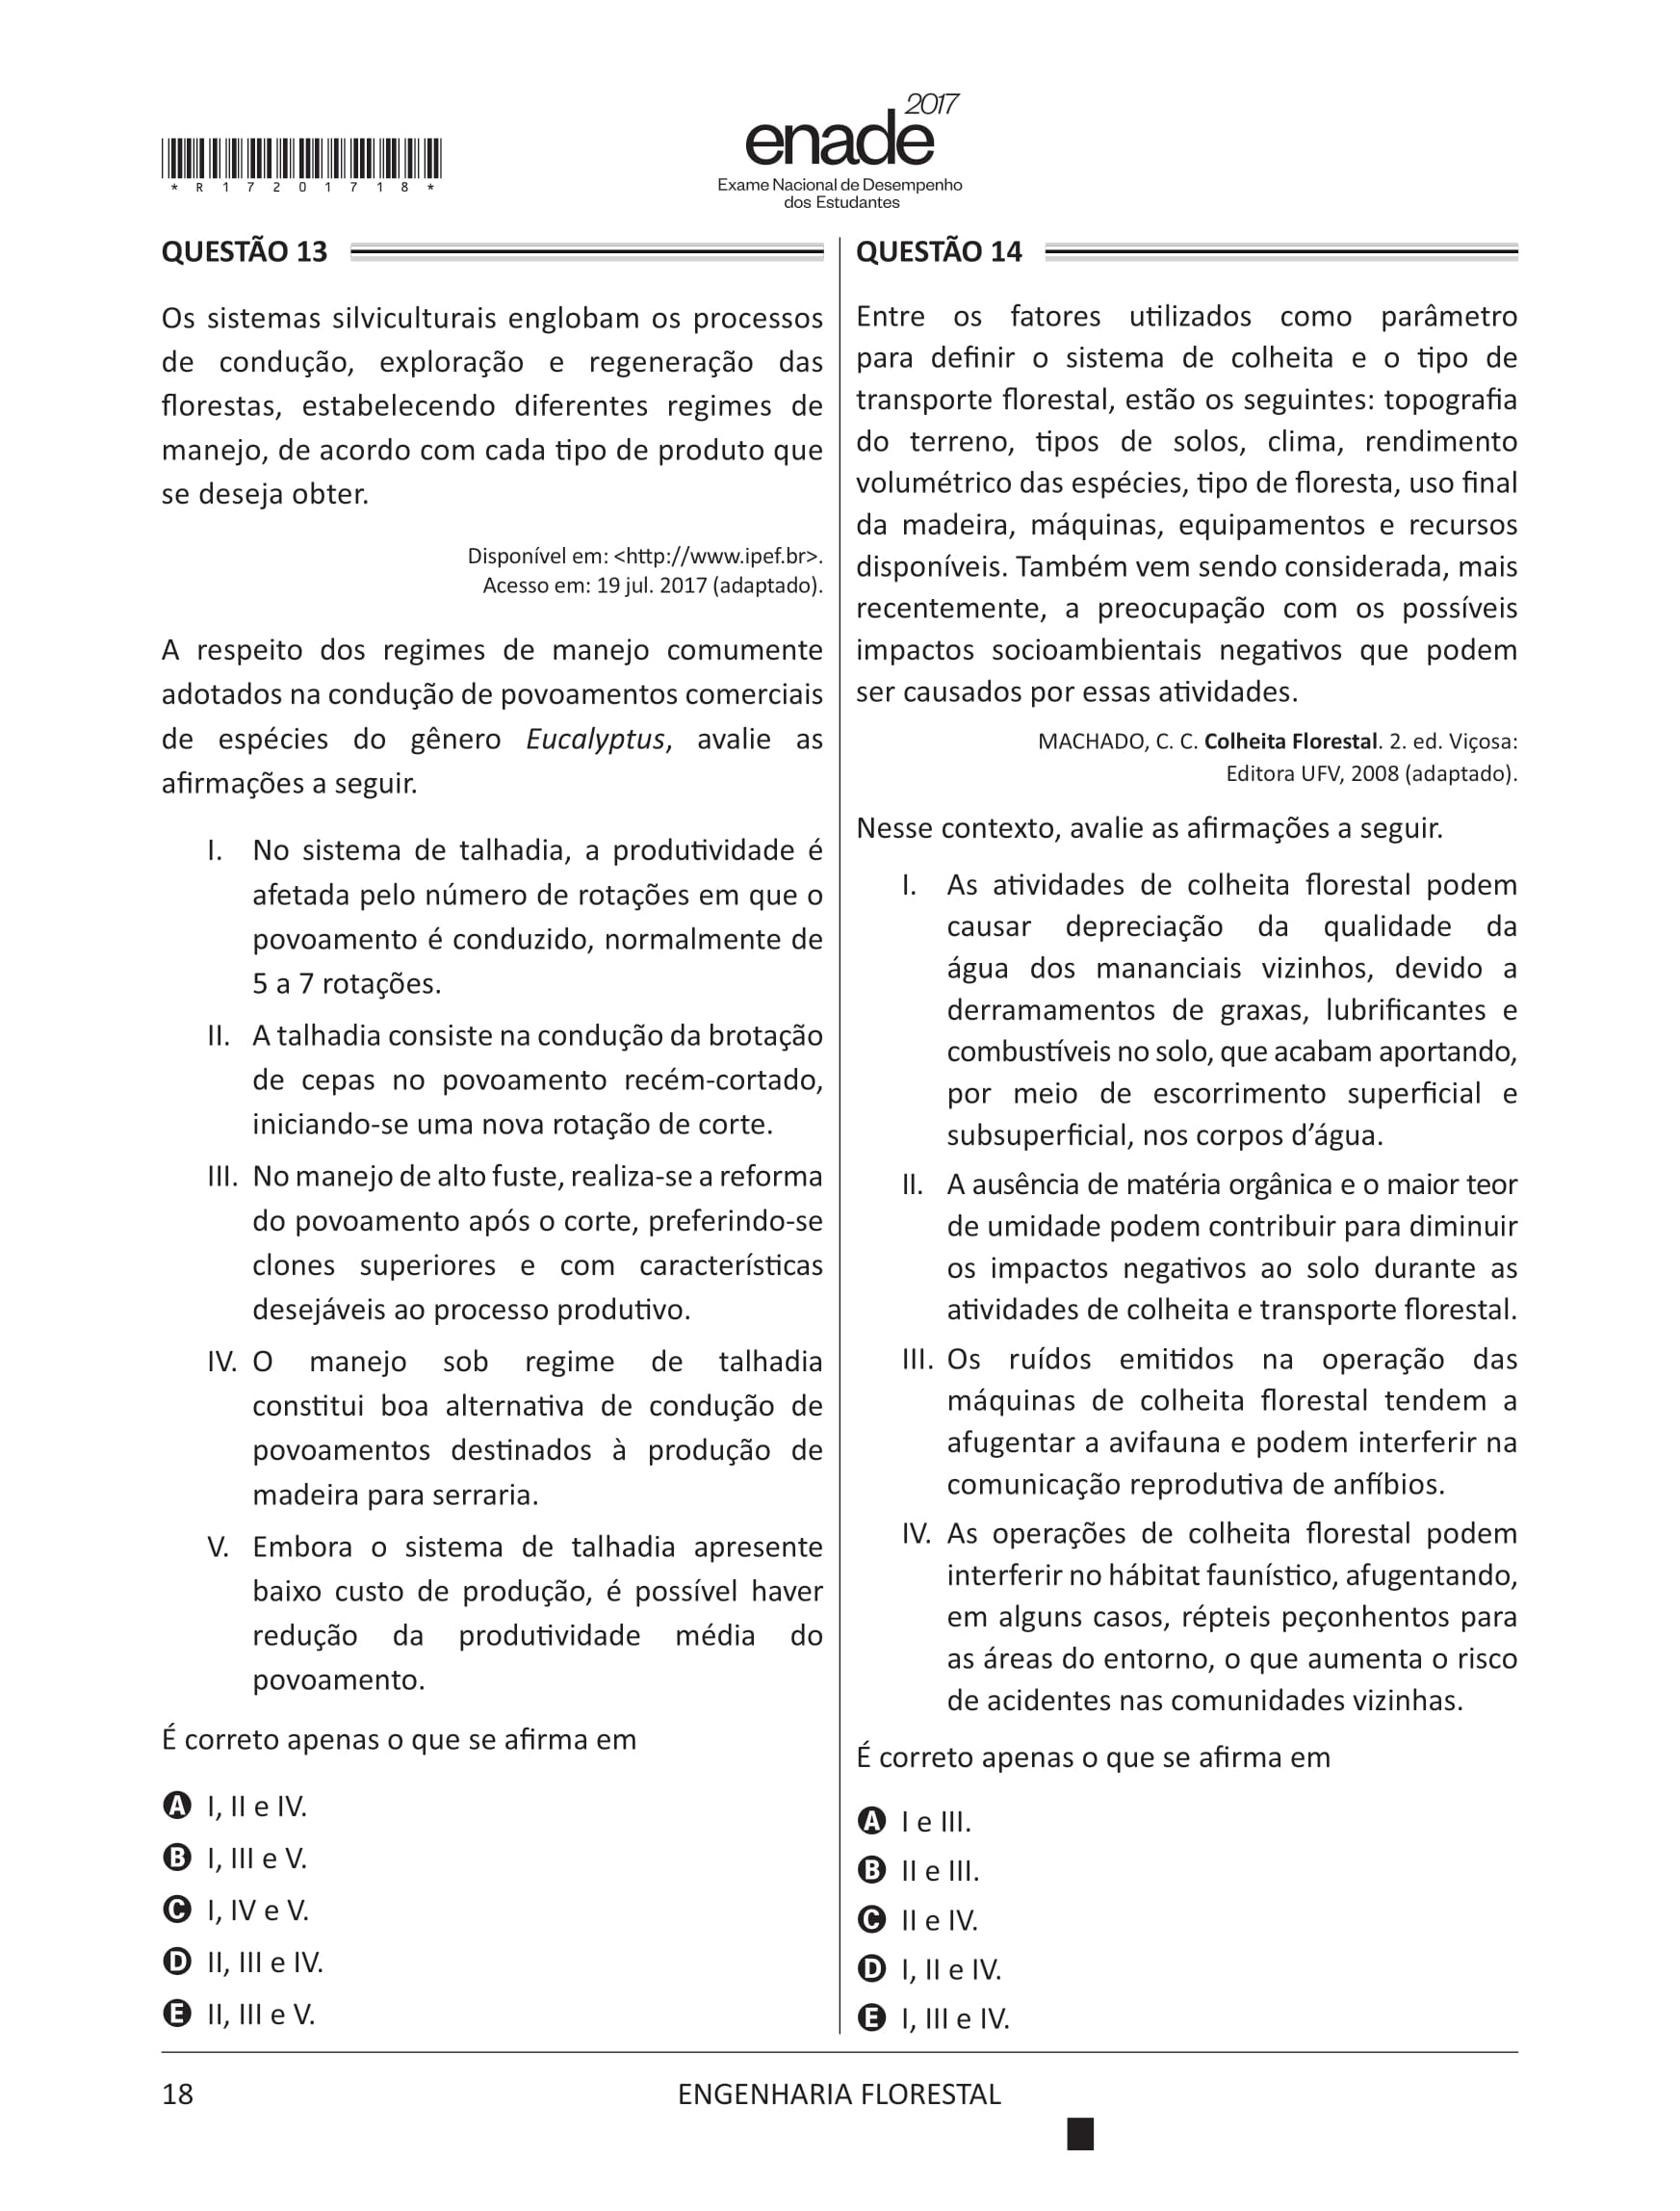 2017
enade
Exame Nacional de Desempenho
dos Estudantes
*R17201718*
QUESTÃO 13
Os sistemas silviculturais englobam os processos
de condução, exploração e regeneração das
florestas, estabelecendo diferentes regimes de
manejo, de acordo com cada tipo de produto que
se deseja obter.
Disponível em: <http://www.ipef.br>.
Acesso em: 19 jul. 2017 (adaptado).
A respeito dos regimes de manejo comumente
adotados na condução de povoamentos comerciais
de espécies do gênero Eucalyptus, avalie as
afirmações a seguir.
I. No sistema de talhadia, a produtividade é
afetada pelo número de rotações em que o
povoamento é conduzido, normalmente de
5 a 7 rotações.
II. A talhadia consiste na condução da brotação
de cepas no povoamento recém-cortado,
iniciando-se uma nova rotação de corte.
III. No manejo de alto fuste, realiza-se a reforma
do povoamento após o corte, preferindo-se
clones superiores e com características
desejáveis ao processo produtivo.
IV. O manejo sob regime de talhadia
constitui boa alternativa de condução de
povoamentos destinados à produção de
madeira para serraria.
V. Embora o sistema de talhadia apresente
baixo custo de produção, é possível haver
redução da produtividade média do
povoamento.
É correto apenas o que se afirma em
A I, II e IV.
B I, III e V.
C I, IV e V.
D II, III e IV.
E II, III e V.
QUESTÃO 14
Entre os fatores utilizados como parâmetro
para definir o sistema de colheita e o tipo de
transporte florestal, estão os seguintes: topografia
do terreno, tipos de solos, clima, rendimento
volumétrico das espécies, tipo de floresta, uso final
da madeira, máquinas, equipamentos e recursos
disponíveis. Também vem sendo considerada, mais
recentemente, a preocupação com os possíveis
impactos socioambientais negativos que podem
ser causados por essas atividades.
MACHADO, C. C. Colheita Florestal. 2. ed. Viçosa:
Editora UFV, 2008 (adaptado).
Nesse contexto, avalie as afirmações a seguir.
I. As atividades de colheita florestal podem
causar depreciação da qualidade da
água dos mananciais vizinhos, devido a
derramamentos de graxas, lubrificantes e
combustíveis no solo, que acabam aportando,
por meio de escorrimento superficial e
subsuperficial, nos corpos d’água.
II. A ausência de matéria orgânica e o maior teor
de umidade podem contribuir para diminuir
os impactos negativos ao solo durante as
atividades de colheita e transporte florestal.
III. Os ruídos emitidos na operação das
máquinas de colheita florestal tendem a
afugentar a avifauna e podem interferir na
comunicação reprodutiva de anfíbios.
IV. As operações de colheita florestal podem
interferir no hábitat faunístico, afugentando,
em alguns casos, répteis peçonhentos para
as áreas do entorno, o que aumenta o risco
de acidentes nas comunidades vizinhas.
É correto apenas o que se afirma em
A I e III.
B II e III.
C II e IV.
D I, II e IV.
E I, III e IV.
18
ENGENHARIA FLORESTAL